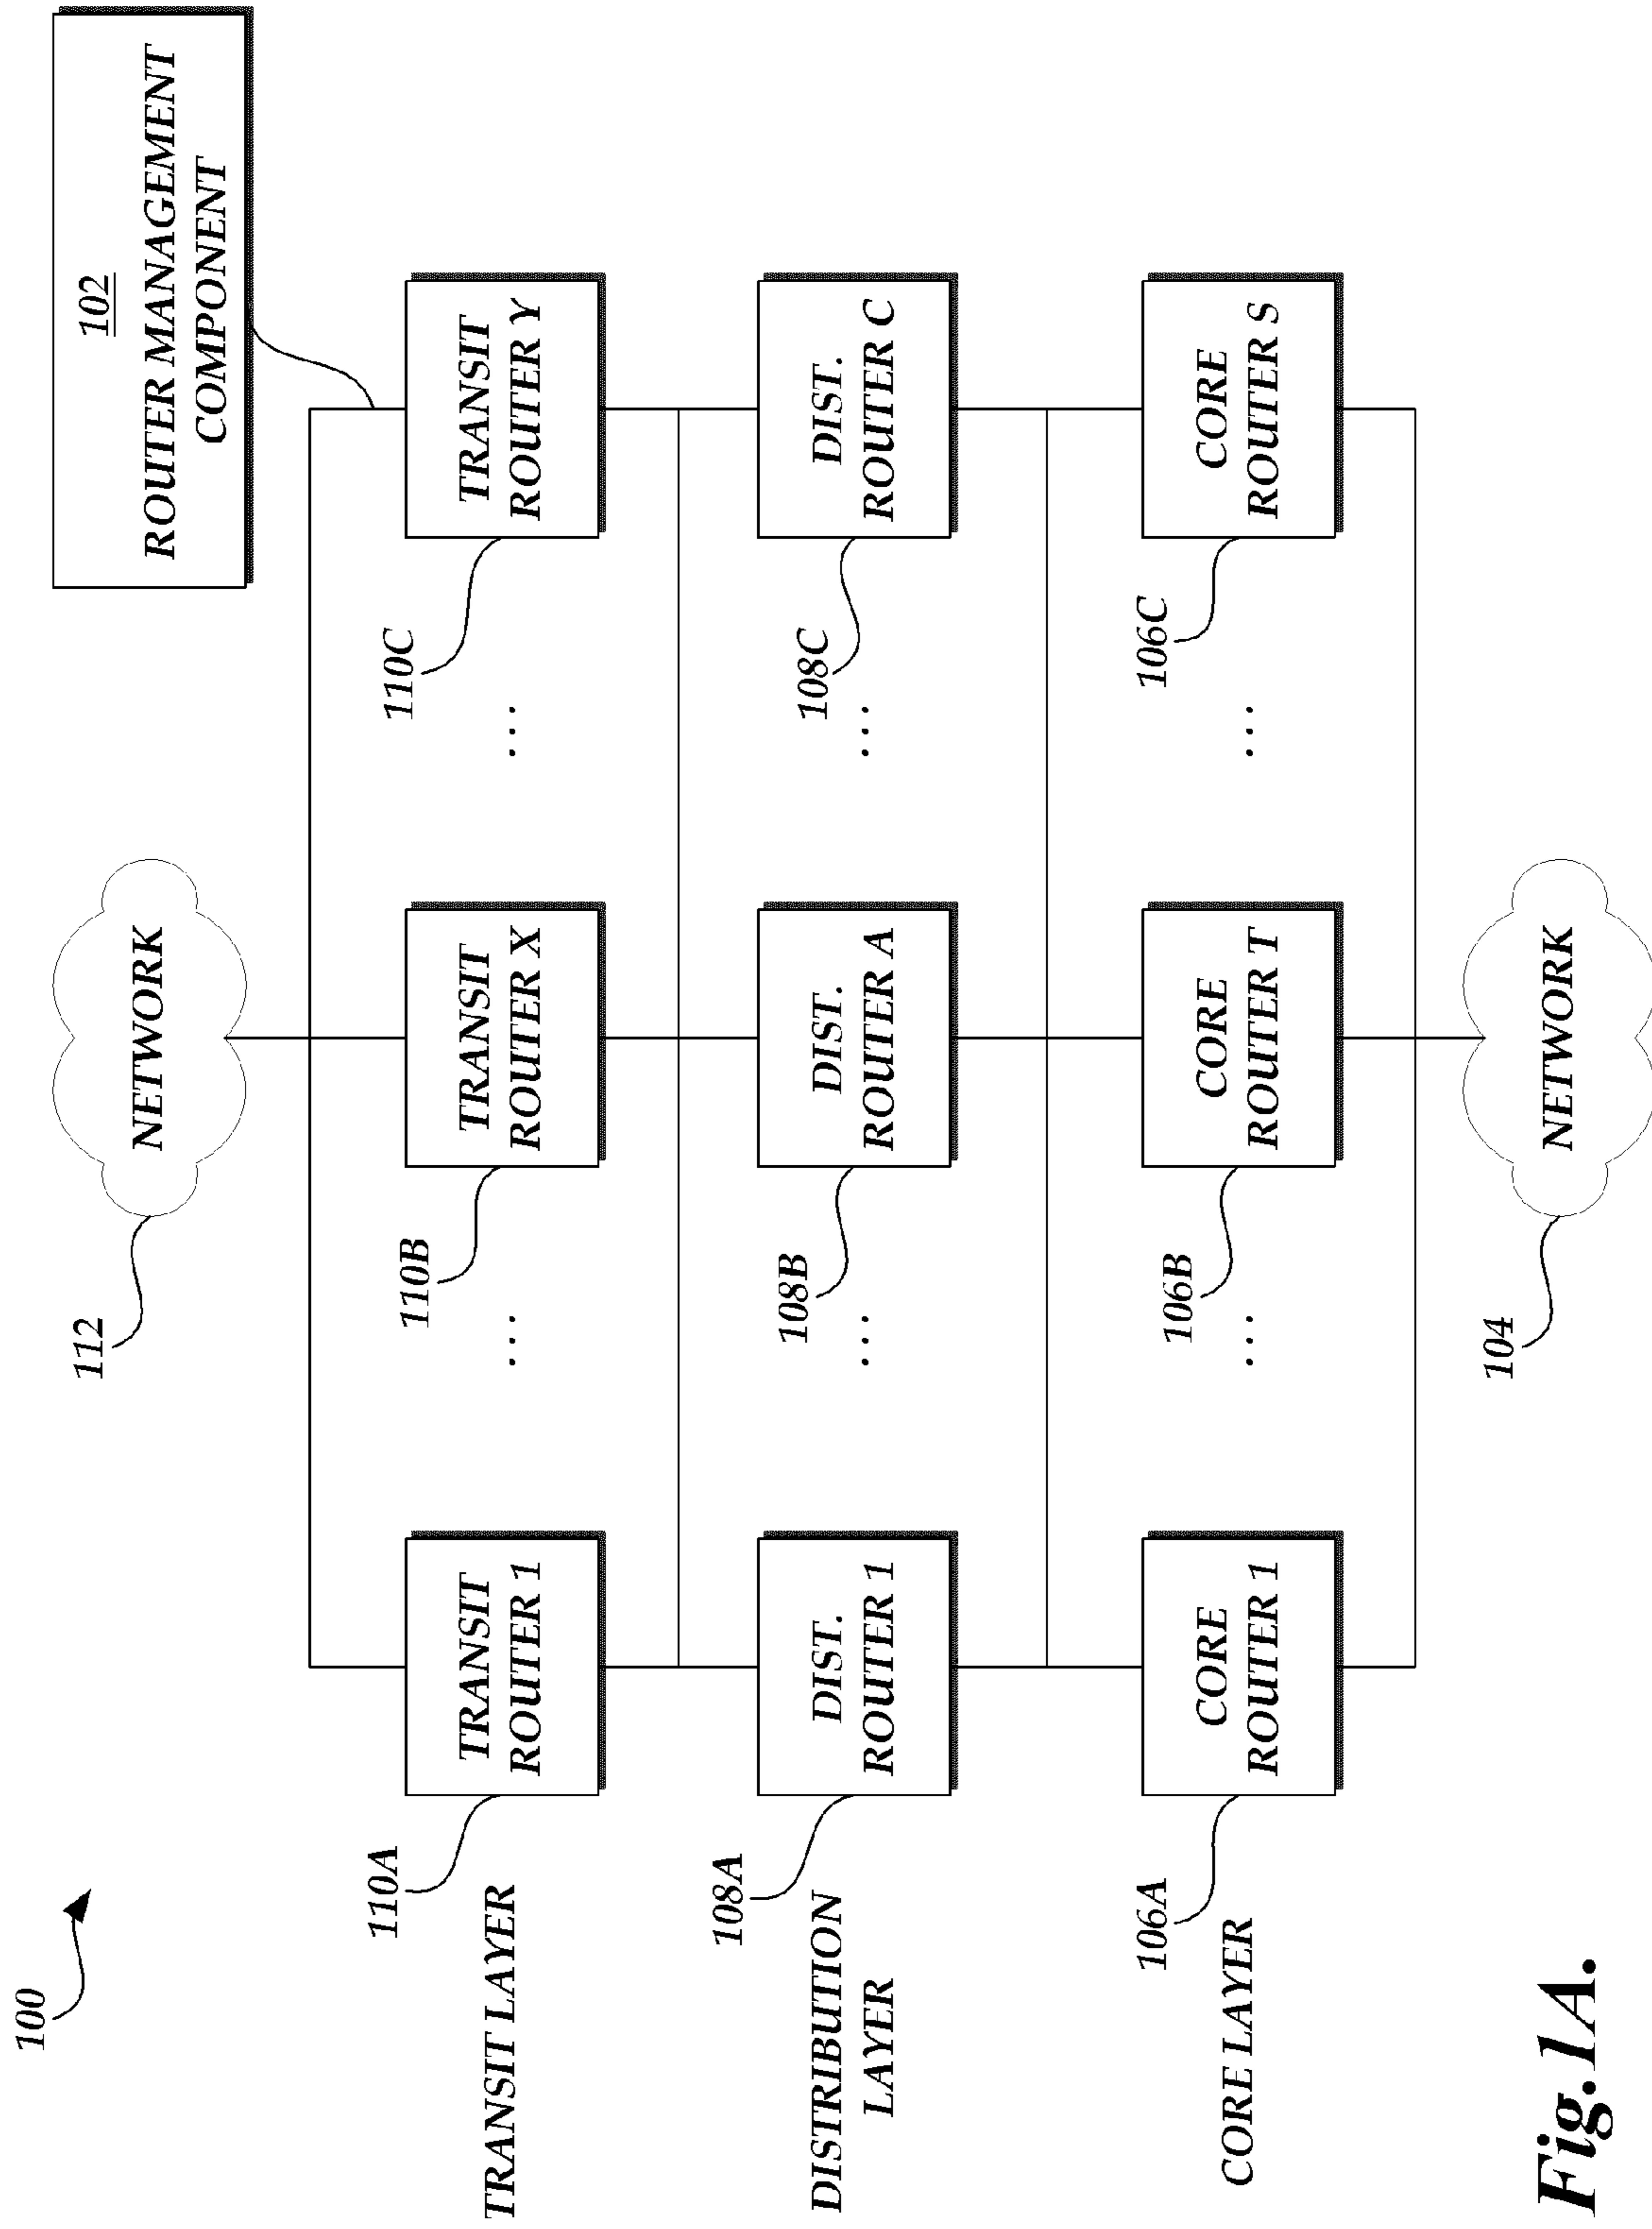 100
112
NETWORK
102
ROUTER MANAGEMENT
COMPONENT
TRANSIT LAYER
110A
TRANSIT
ROUTER 1
...
110B
TRANSIT
ROUTER X
...
110C
TRANSIT
ROUTER Y
DISTRIBUTION
LAYER
108A
DIST.
ROUTER 1
...
108B
DIST.
ROUTER A
...
108C
DIST.
ROUTER C
CORE LAYER
106A
CORE
ROUTER 1
...
106B
CORE
ROUTER T
...
106C
CORE
ROUTER S
104
NETWORK
Fig.1A.